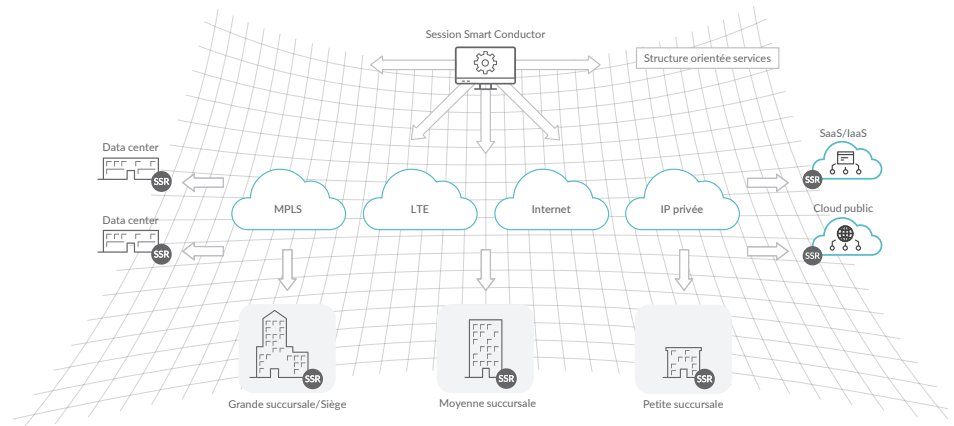 Session Smart Conductor
Structure orientée services
Data center
SSR
Data center
SSR
MPLS
LTE
Internet
IP privée
SaaS/IaaS
SSR
Cloud public
SSR
SSR
Grande succursale/Siège
SSR
Moyenne succursale
SSR
Petite succursale